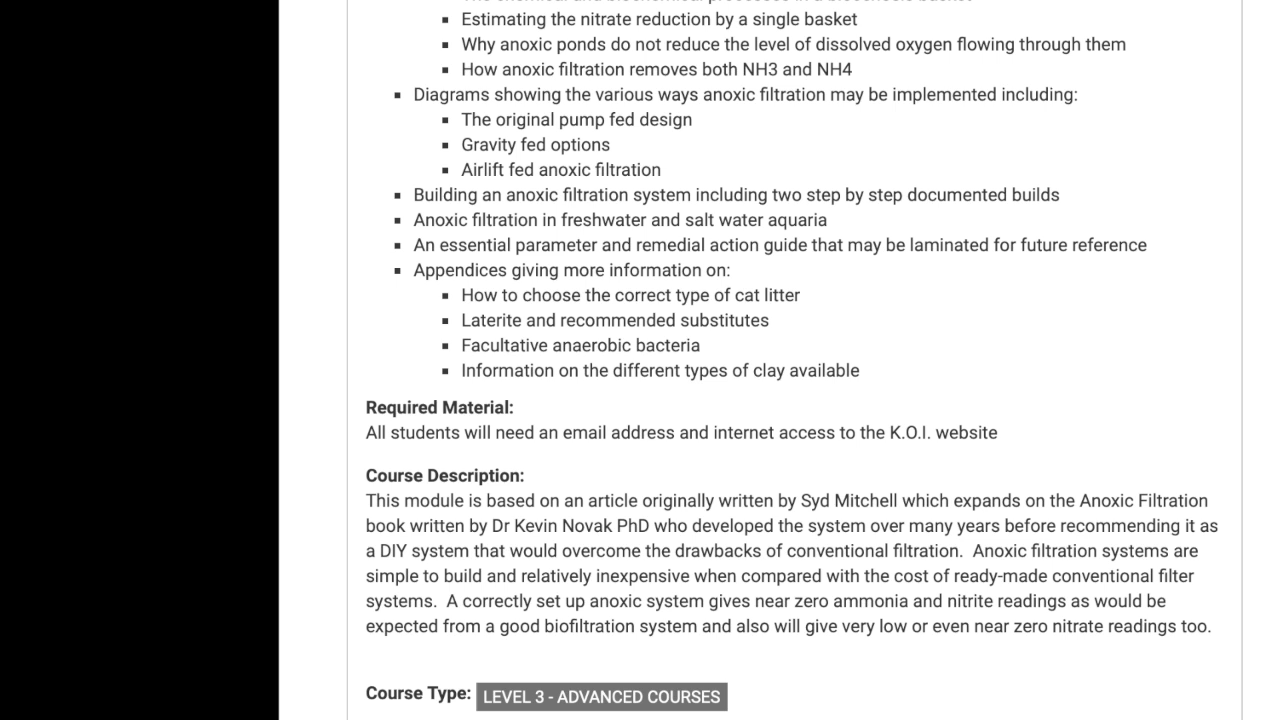 Estimating the nitrate reduction by a single basket
Why anoxic ponds do not reduce the level of dissolved oxygen flowing through them
How anoxic filtration removes both NH3 and NH4
Diagrams showing the various ways anoxic filtration may be implemented including:
The original pump fed design
Gravity fed options
Airlift fed anoxic filtration
Building an anoxic filtration system including two step by step documented builds
Anoxic filtration in freshwater and salt water aquaria
An essential parameter and remedial action guide that may be laminated for future reference
Appendices giving more information on:
How to choose the correct type of cat litter
Laterite and recommended substitutes
Facultative anaerobic bacteria
Information on the different types of clay available
Required Material:
All students will need an email address and internet access to the K.O.I. website
Course Description:
This module is based on an article originally written by Syd Mitchell which expands on the Anoxic Filtration
book written by Dr Kevin Novak PhD who developed the system over many years before recommending it as
a DIY system that would overcome the drawbacks of conventional filtration.  Anoxic filtration systems are
simple to build and relatively inexpensive when compared with the cost of ready-made conventional filter
systems.  A correctly set up anoxic system gives near zero ammonia and nitrite readings as would be
expected from a good biofiltration system and also will give very low or even near zero nitrate readings too.
Course Type: LEVEL 3 - ADVANCED COURSES